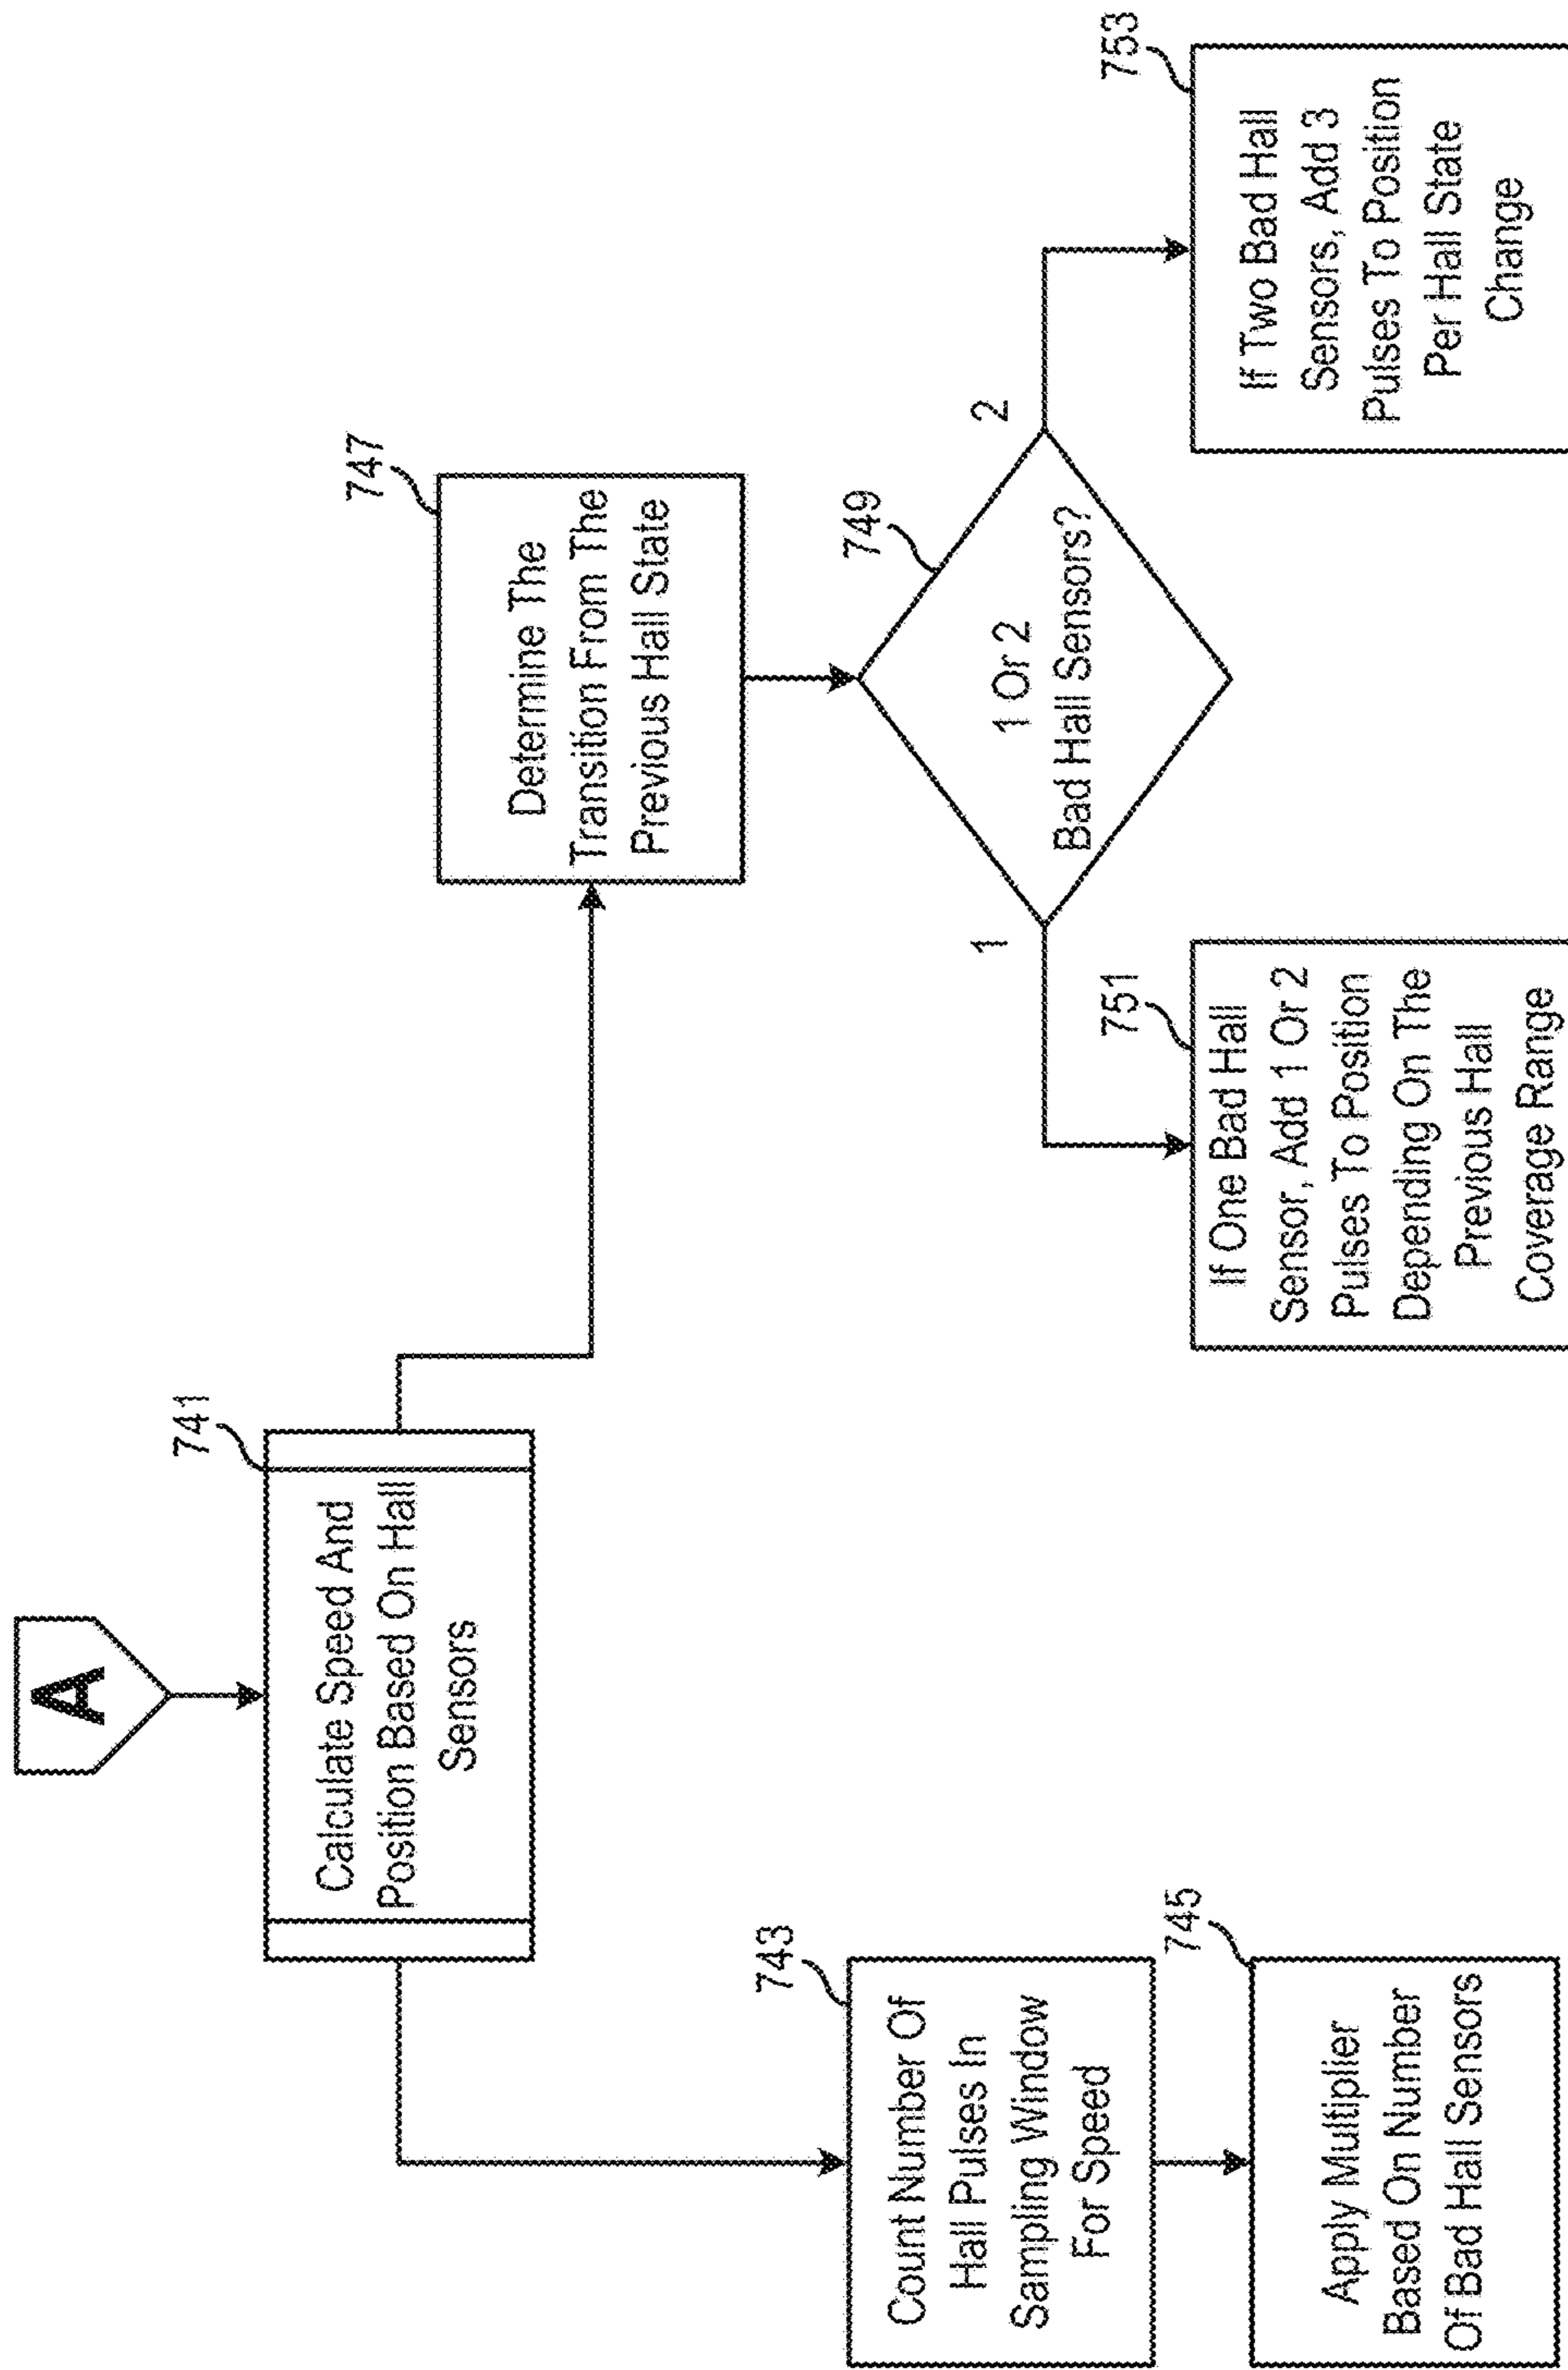 A
741
Calculate Speed And
Position Based On Hall
Sensors
743
Count Number Of
Hall Pulses In
Sampling Window
For Speed
745
Apply Multiplier
Based On Number
Of Bad Hall Sensors
747
Determine The
Transition From The
Previous Hall State
749
1 Or 2
Bad Hall Sensors?
1
2
751
If One Bad Hall
Sensor, Add 1 Or 2
Pulses To Position
Depending On The
Previous Hall
Coverage Range
753
If Two Bad Hall
Sensors, Add 3
Pulses To Position
Per Hall State
Change